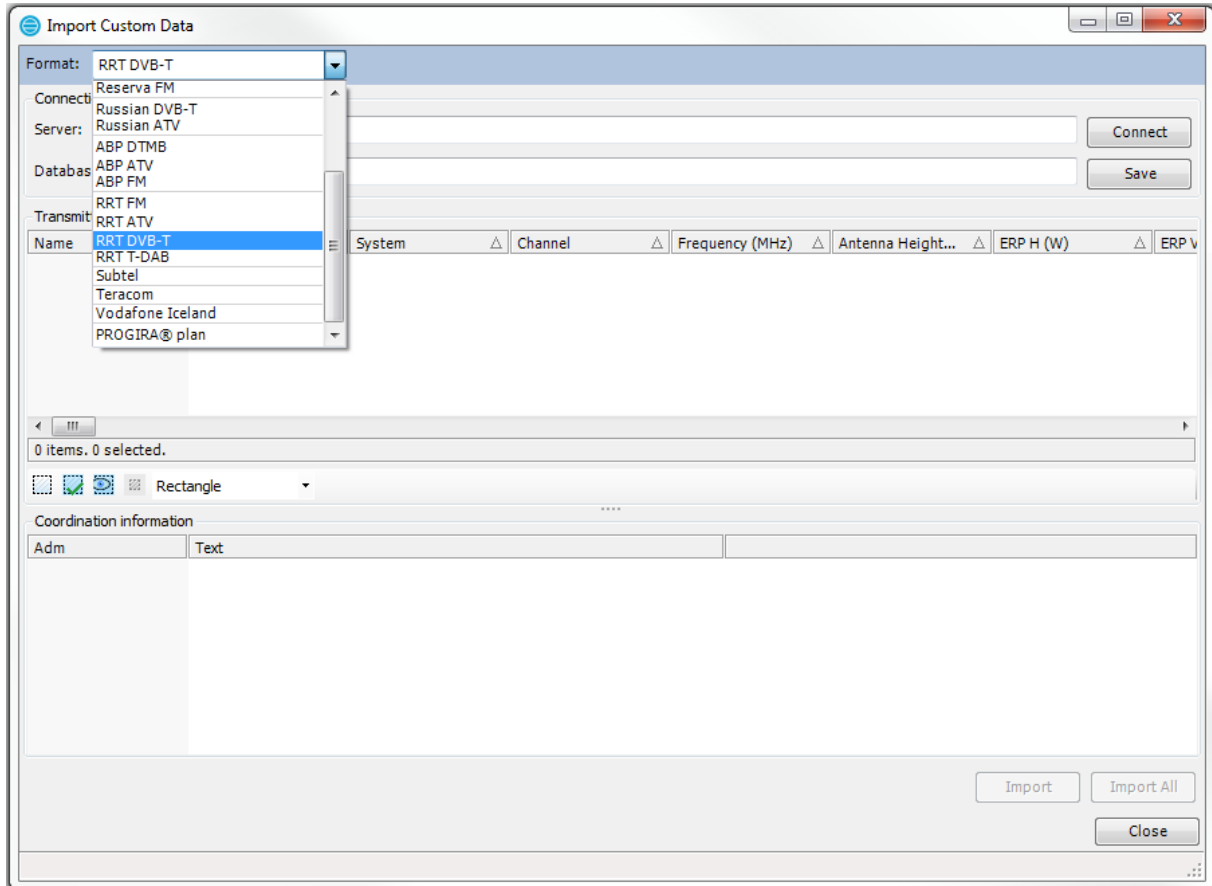 Import Custom Data
Format: RRT DVB-T
Reserva FM
Connecti
Russian DVB-T
Server:
Russian ATV
Connect
ABP DTMB
Databas
ABP ATV
Save
ABP FM
RRT FM
Transmit
RRT ATV
Name
RRT DVB-T
System Channel Frequency (MHz) Antenna Height... ERP H (W) ERP V
RRT T-DAB
Subtel
Teracom
Vodafone Iceland
PROGIRA® plan
0 items. 0 selected.
Rectangle
Coordination information
Adm Text
Import Import All
Close